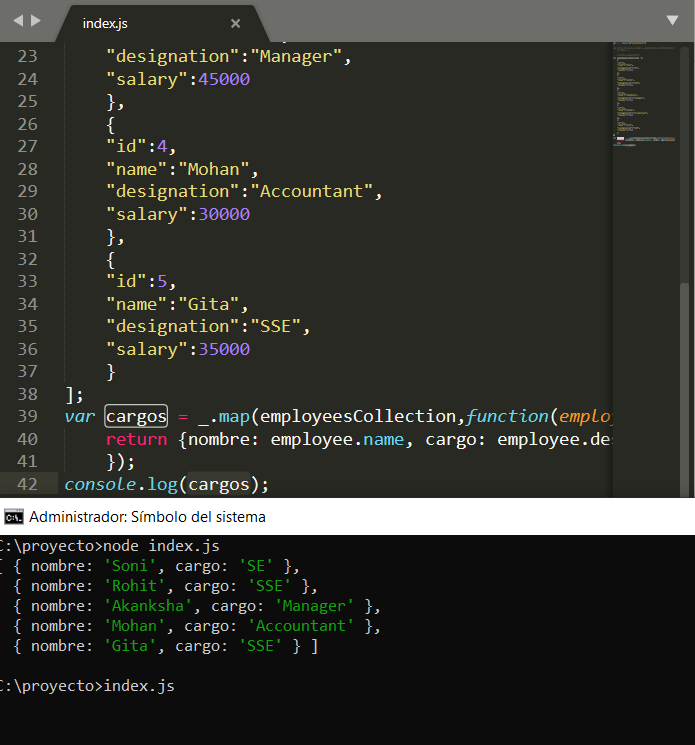 index.js ×
23 "designation":"Manager",
24 "salary":45000
25 },
26 {
27 "id":4,
28 "name":"Mohan",
29 "designation":"Accountant",
30 "salary":30000
31 },
32 {
33 "id":5,
34 "name":"Gita",
35 "designation":"SSE",
36 "salary":35000
37 }
38 ];
39 var cargos = _.map(employeesCollection,function(emplo
40 return {nombre: employee.name, cargo: employee.des
41 });
42 console.log(cargos);
C:\. Administrador: Símbolo del sistema
C:\proyecto>node index.js
[ { nombre: 'Soni', cargo: 'SE' },
{ nombre: 'Rohit', cargo: 'SSE' },
{ nombre: 'Akanksha', cargo: 'Manager' },
{ nombre: 'Mohan', cargo: 'Accountant' },
{ nombre: 'Gita', cargo: 'SSE' } ]
C:\proyecto>index.js